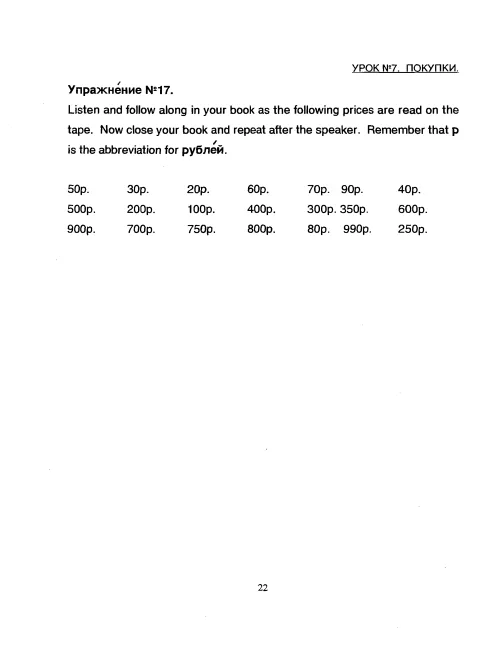 УРОК №7. ПОКУПКИ.
Упражне́ние №17.
Listen and follow along in your book as the following prices are read on the
tape. Now close your book and repeat after the speaker. Remember that р
is the abbreviation for рубле́й.
50р. 30р. 20р. 60р. 70р. 90р. 40р.
500р. 200р. 100р. 400р. 300р. 350р. 600р.
900р. 700р. 750р. 800р. 80р. 990р. 250р.
22